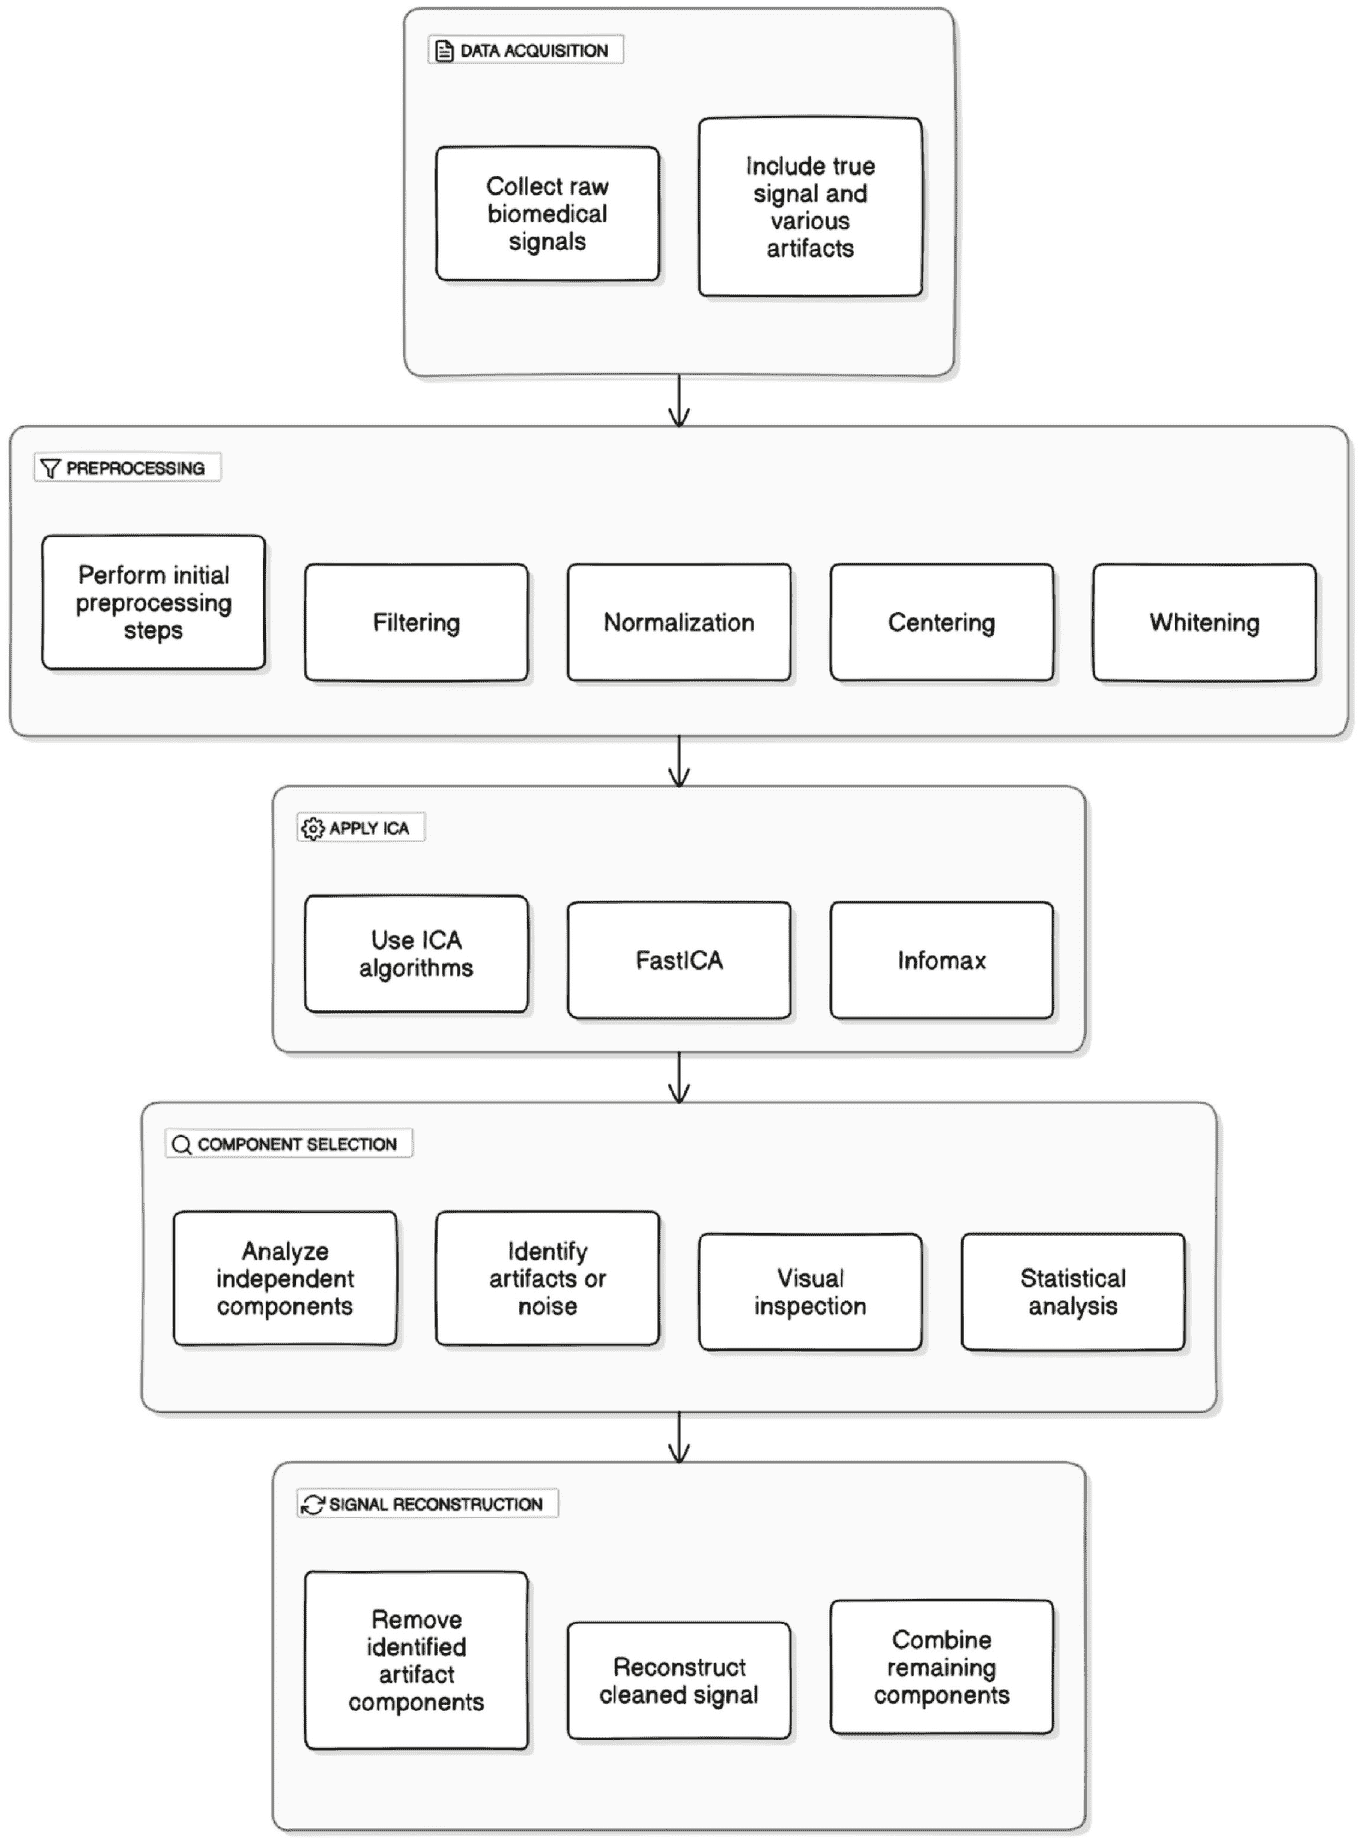 DATA ACQUISITION
Collect raw
biomedical
signals
Include true
signal and
various
artifacts
PREPROCESSING
Perform initial
preprocessing
steps
Filtering
Normalization
Centering
Whitening
APPLY ICA
Use ICA
algorithms
FastICA
Infomax
COMPONENT SELECTION
Analyze
independent
components
Identify
artifacts or
noise
Visual
inspection
Statistical
analysis
SIGNAL RECONSTRUCTION
Remove
identified
artifact
components
Reconstruct
cleaned signal
Combine
remaining
components